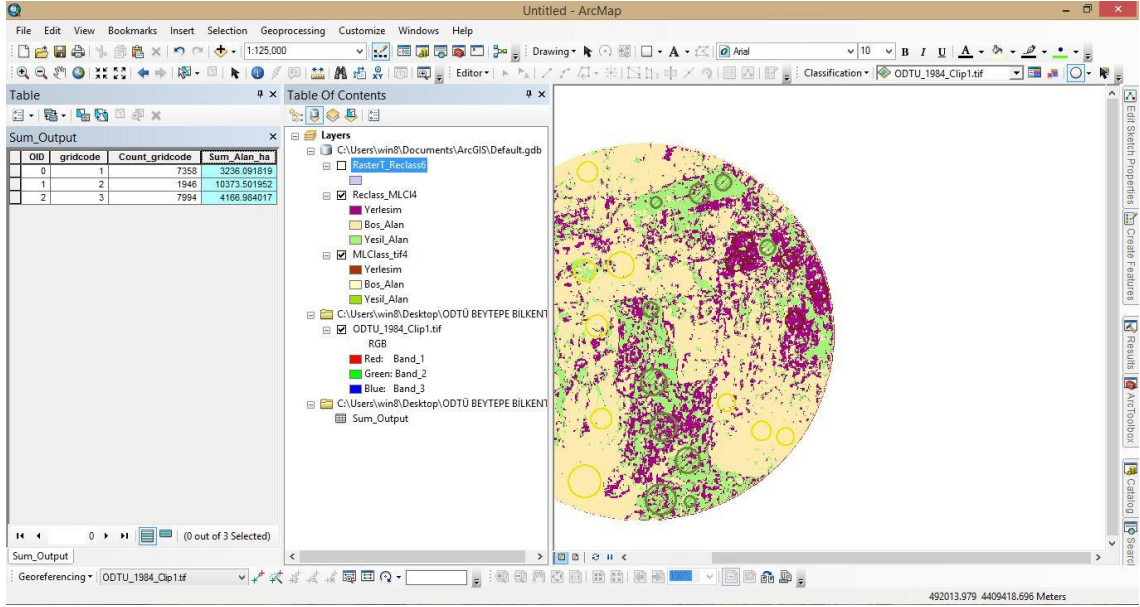 Untitled - ArcMap
File Edit View Bookmarks Insert Selection Geoprocessing Customize Windows Help
1:125,000
Drawing
Arial
10
B I U A
Editor
Classification
ODTU_1984_Clip1.tif
Table
Table Of Contents
Sum_Output
OID gridcode Count_gridcode Sum_Alan_ha
0 1 7358 3236.091819
1 2 1946 10373.501952
2 3 7994 4166.984017
0
(0 out of 3 Selected)
Sum_Output
Layers
C:\Users\win8\Documents\ArcGIS\Default.gdb
RasterT_Reclass6
Reclass_MLCl4
Yerlesim
Bos_Alan
Yesil_Alan
MLClass_tif4
Yerlesim
Bos_Alan
Yesil_Alan
C:\Users\win8\Desktop\ODTÜ BEYTEPE BİLKENT
ODTU_1984_Clip1.tif
RGB
Red: Band_1
Green: Band_2
Blue: Band_3
C:\Users\win8\Desktop\ODTÜ BEYTEPE BİLKENT
Sum_Output
Edit Sketch Properties
Create Features
Results
ArcToolbox
Catalog
Search
Georeferencing
ODTU_1984_Clip1.tif
100%
492013.979 4409418.696 Meters